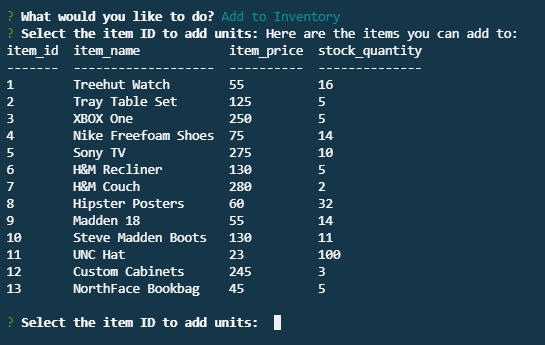 ? What would you like to do? Add to Inventory
? Select the item ID to add units: Here are the items you can add to:
item_id  item_name            item_price  stock_quantity
-------  -------------------  ----------  --------------
1        Treehut Watch        55          16
2        Tray Table Set       125         5
3        XBOX One             250         5
4        Nike Freefoam Shoes  75          14
5        Sony TV              275         10
6        H&M Recliner         130         5
7        H&M Couch            280         2
8        Hipster Posters      60          32
9        Madden 18            55          14
10       Steve Madden Boots   130         11
11       UNC Hat              23          100
12       Custom Cabinets      245         3
13       NorthFace Bookbag    45          5
? Select the item ID to add units: